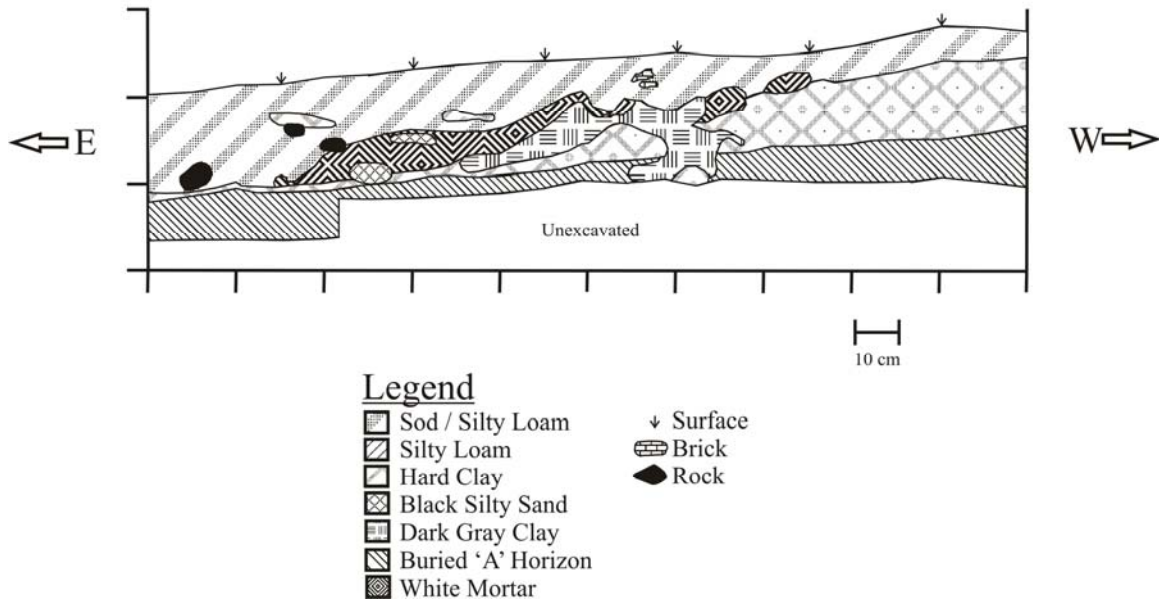 E
W
Unexcavated
10 cm
Legend
Sod / Silty Loam
Silty Loam
Hard Clay
Black Silty Sand
Dark Gray Clay
Buried ‘A’ Horizon
White Mortar
Surface
Brick
Rock